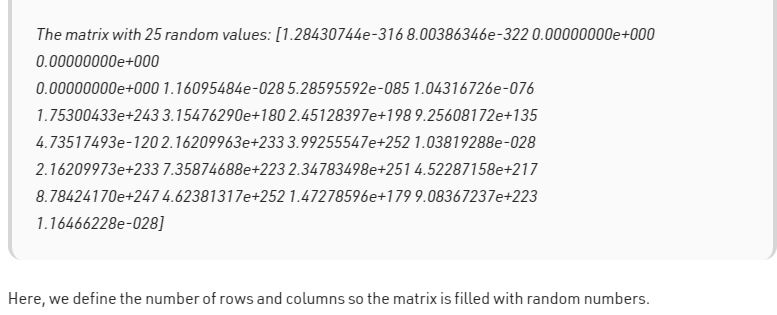 The matrix with 25 random values: [1.28430744e-316 8.00386346e-322 0.00000000e+000
0.00000000e+000
0.00000000e+000 1.16095484e-028 5.28595592e-085 1.04316726e-076
1.75300433e+243 3.15476290e+180 2.45128397e+198 9.25608172e+135
4.73517493e-120 2.16209963e+233 3.99255547e+252 1.03819288e-028
2.16209973e+233 7.35874688e+223 2.34783498e+251 4.52287158e+217
8.78424170e+247 4.62381317e+252 1.47278596e+179 9.08367237e+223
1.16466228e-028]
Here, we define the number of rows and columns so the matrix is filled with random numbers.